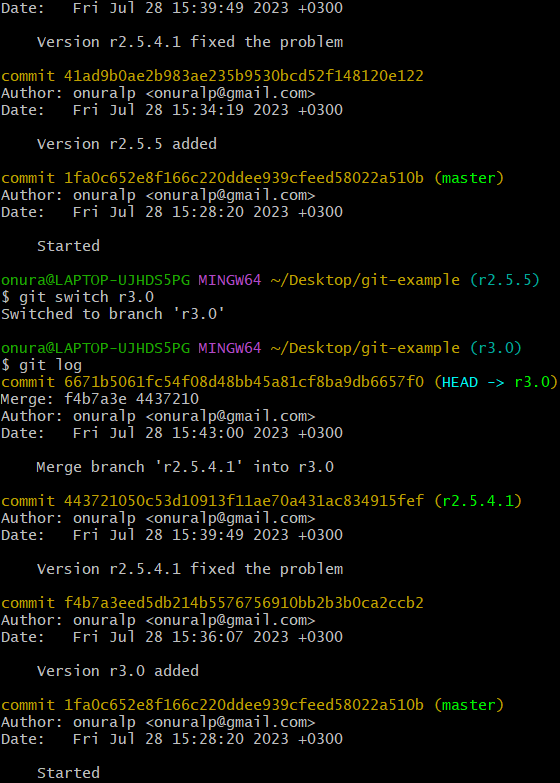 Date:   Fri Jul 28 15:39:49 2023 +0300
Version r2.5.4.1 fixed the problem
commit 41ad9b0ae2b983ae235b9530bcd52f148120e122
Author: onuralp <onuralp@gmail.com>
Date:   Fri Jul 28 15:34:19 2023 +0300
Version r2.5.5 added
commit 1fa0c652e8f166c220ddee939cfeed58022a510b (master)
Author: onuralp <onuralp@gmail.com>
Date:   Fri Jul 28 15:28:20 2023 +0300
Started
onura@LAPTOP-UJHDS5PG MINGW64 ~/Desktop/git-example (r2.5.5)
$ git switch r3.0
Switched to branch 'r3.0'
onura@LAPTOP-UJHDS5PG MINGW64 ~/Desktop/git-example (r3.0)
$ git log
commit 6671b5061fc54f08d48bb45a81cf8ba9db6657f0 (HEAD -> r3.0)
Merge: f4b7a3e 4437210
Author: onuralp <onuralp@gmail.com>
Date:   Fri Jul 28 15:43:00 2023 +0300
Merge branch 'r2.5.4.1' into r3.0
commit 443721050c53d10913f11ae70a431ac834915fef (r2.5.4.1)
Author: onuralp <onuralp@gmail.com>
Date:   Fri Jul 28 15:39:49 2023 +0300
Version r2.5.4.1 fixed the problem
commit f4b7a3eed5db214b5576756910bb2b3b0ca2ccb2
Author: onuralp <onuralp@gmail.com>
Date:   Fri Jul 28 15:36:07 2023 +0300
Version r3.0 added
commit 1fa0c652e8f166c220ddee939cfeed58022a510b (master)
Author: onuralp <onuralp@gmail.com>
Date:   Fri Jul 28 15:28:20 2023 +0300
Started